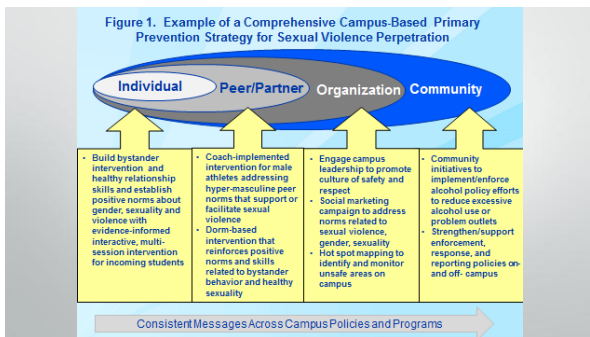 Figure 1. Example of a Comprehensive Campus-Based Primary
Prevention Strategy for Sexual Violence Perpetration
Individual
Peer/Partner
Organization
Community
• Build bystander
intervention and
healthy relationship
skills and establish
positive norms about
gender, sexuality and
violence with
evidence-informed
interactive, multi-
session intervention
for incoming students
• Coach-implemented
intervention for male
athletes addressing
hyper-masculine peer
norms that support or
facilitate sexual
violence
• Dorm-based
intervention that
reinforces positive
norms and skills
related to bystander
behavior and healthy
sexuality
• Engage campus
leadership to promote
culture of safety and
respect
• Social marketing
campaign to address
norms related to
sexual violence,
gender, sexuality
• Hot spot mapping to
identify and monitor
unsafe areas on
campus
• Community
initiatives to
implement/enforce
alcohol policy efforts
to reduce excessive
alcohol use or
problem outlets
• Strengthen/support
enforcement,
response, and
reporting policies on-
and off- campus
Consistent Messages Across Campus Policies and Programs